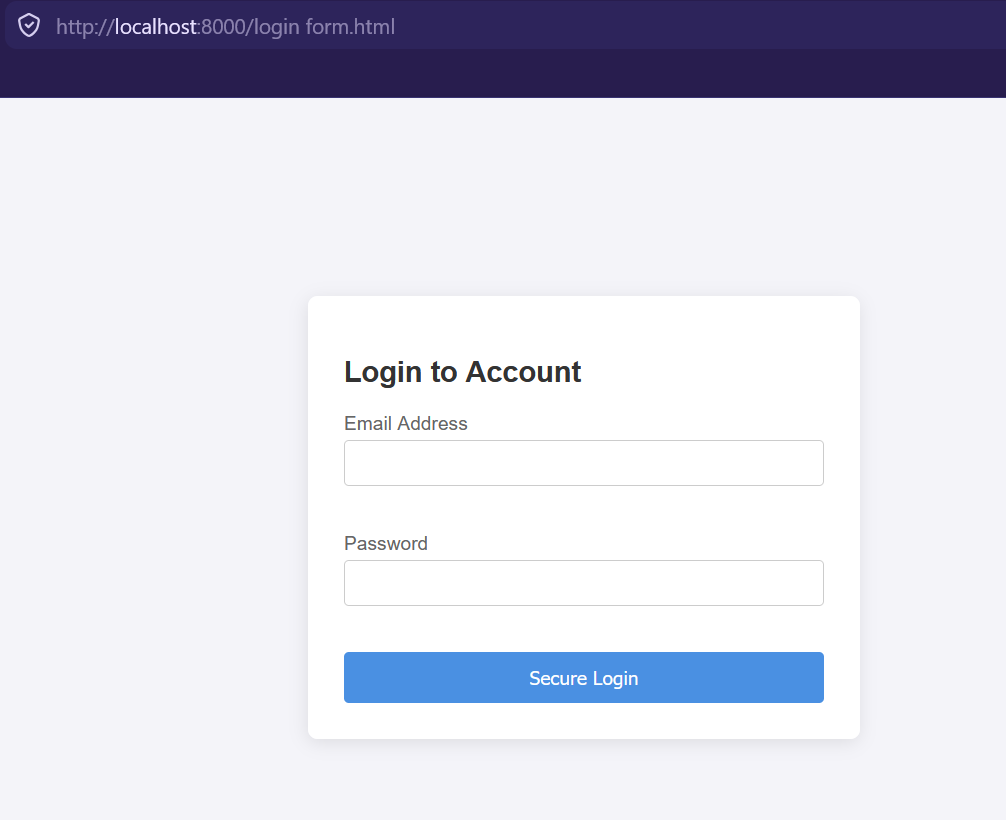 http://localhost:8000/login form.html
Login to Account
Email Address
Password
Secure Login